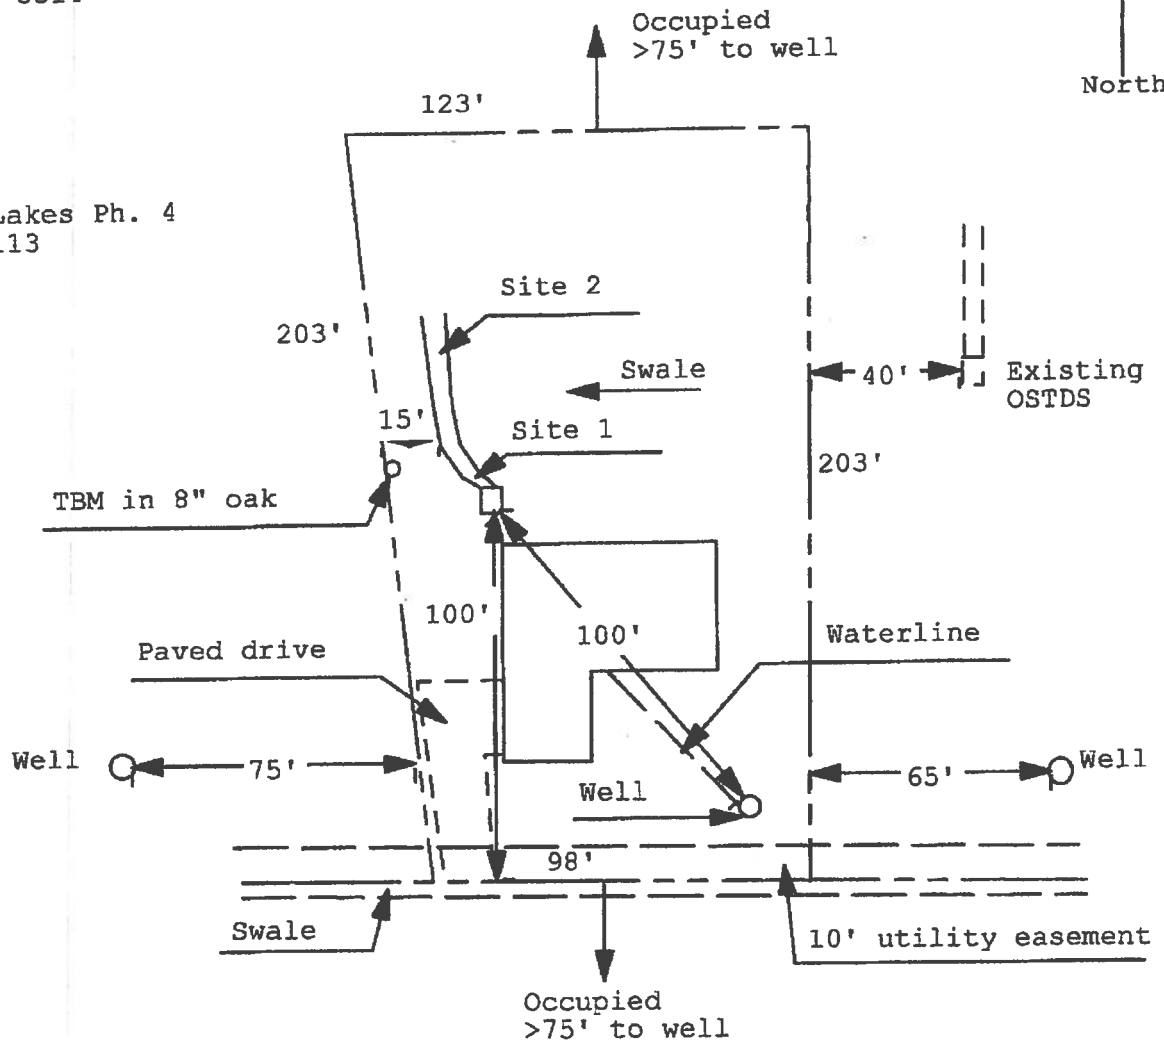 Occupied
>75' to well
North
123'
Lakes Ph. 4
113
Site 2
203'
Swale
40'
Existing
OSTDS
15'
Site 1
203'
TBM in 8" oak
100'
100'
Waterline
Paved drive
Well
75'
65'
Well
Well
98'
Swale
10' utility easement
Occupied
>75' to well